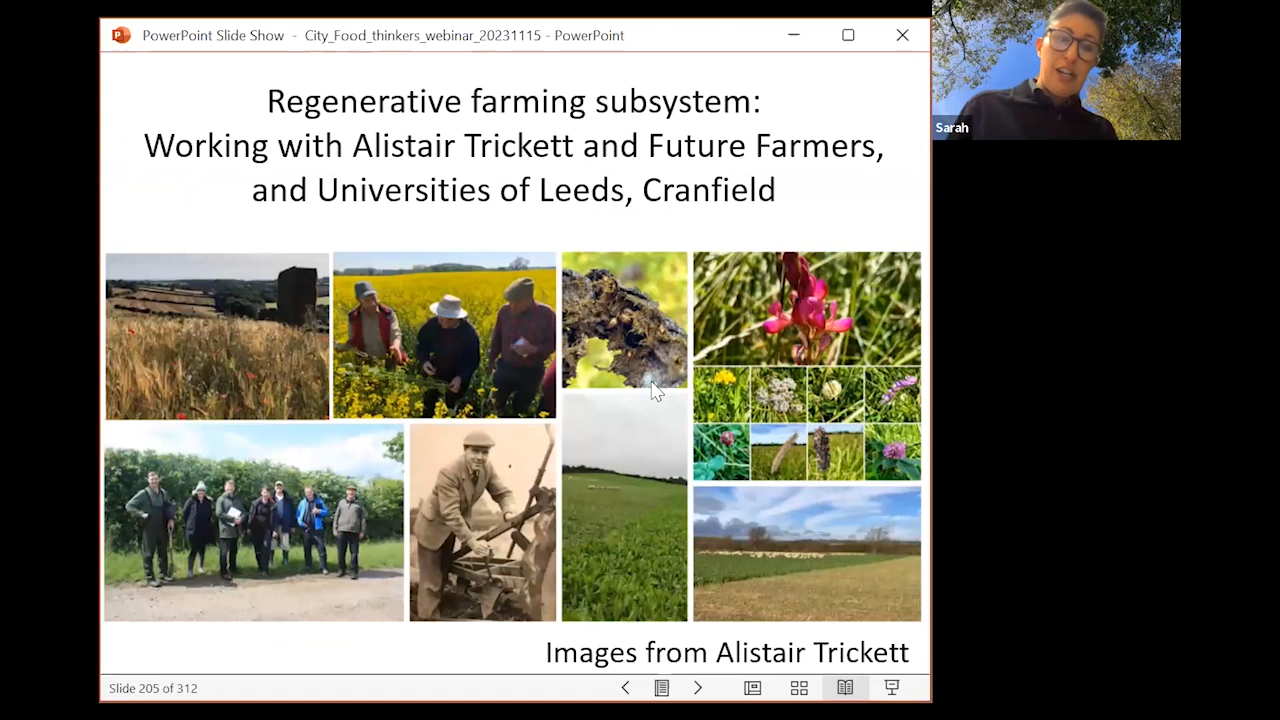 PowerPoint Slide Show - City_Food_thinkers_webinar_20231115 - PowerPoint
Sarah
Regenerative farming subsystem:
Working with Alistair Trickett and Future Farmers,
and Universities of Leeds, Cranfield
Images from Alistair Trickett
Slide 205 of 312